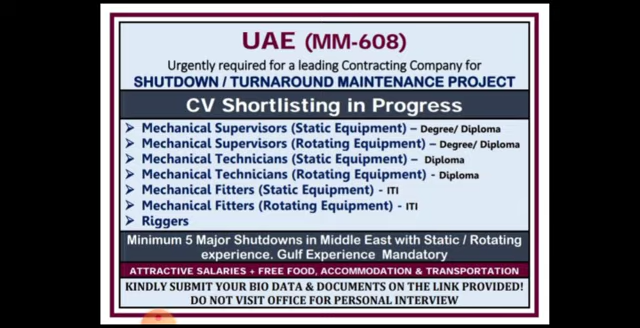 UAE (MM-608)
Urgently required for a leading Contracting Company for
SHUTDOWN / TURNAROUND MAINTENANCE PROJECT
CV Shortlisting in Progress
➢ Mechanical Supervisors (Static Equipment) – Degree/ Diploma
➢ Mechanical Supervisors (Rotating Equipment) – Degree/ Diploma
➢ Mechanical Technicians (Static Equipment) – Diploma
➢ Mechanical Technicians (Rotating Equipment) - Diploma
➢ Mechanical Fitters (Static Equipment) - ITI
➢ Mechanical Fitters (Rotating Equipment) - ITI
➢ Riggers
Minimum 5 Major Shutdowns in Middle East with Static / Rotating
experience. Gulf Experience Mandatory
ATTRACTIVE SALARIES + FREE FOOD, ACCOMMODATION & TRANSPORTATION
KINDLY SUBMIT YOUR BIO DATA & DOCUMENTS ON THE LINK PROVIDED!
DO NOT VISIT OFFICE FOR PERSONAL INTERVIEW